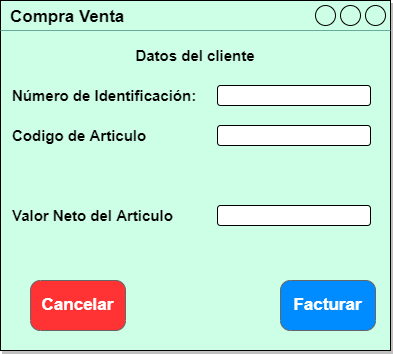 Compra Venta
Datos del cliente
Número de Identificación:
Codigo de Articulo
Valor Neto del Articulo
Cancelar
Facturar